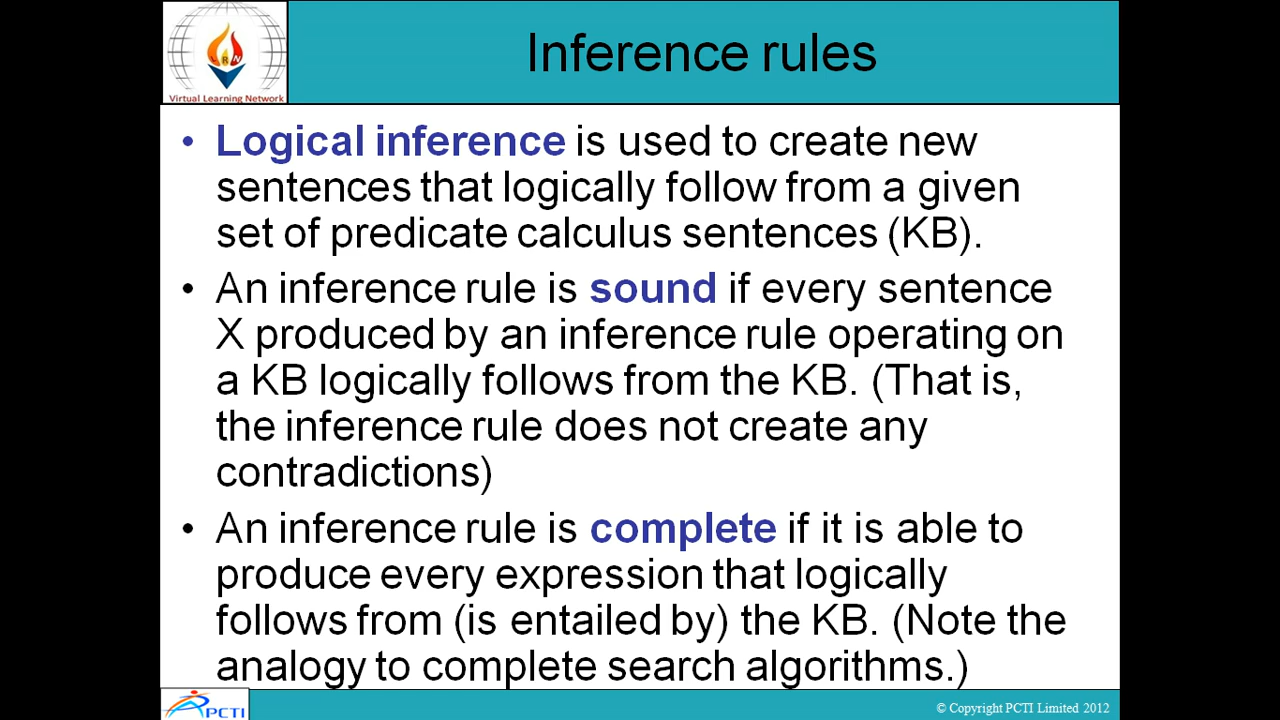 LRN
Virtual Learning Network
Inference rules
• Logical inference is used to create new
sentences that logically follow from a given
set of predicate calculus sentences (KB).
• An inference rule is sound if every sentence
X produced by an inference rule operating on
a KB logically follows from the KB. (That is,
the inference rule does not create any
contradictions)
• An inference rule is complete if it is able to
produce every expression that logically
follows from (is entailed by) the KB. (Note the
analogy to complete search algorithms.)
PCTI
© Copyright PCTI Limited 2012